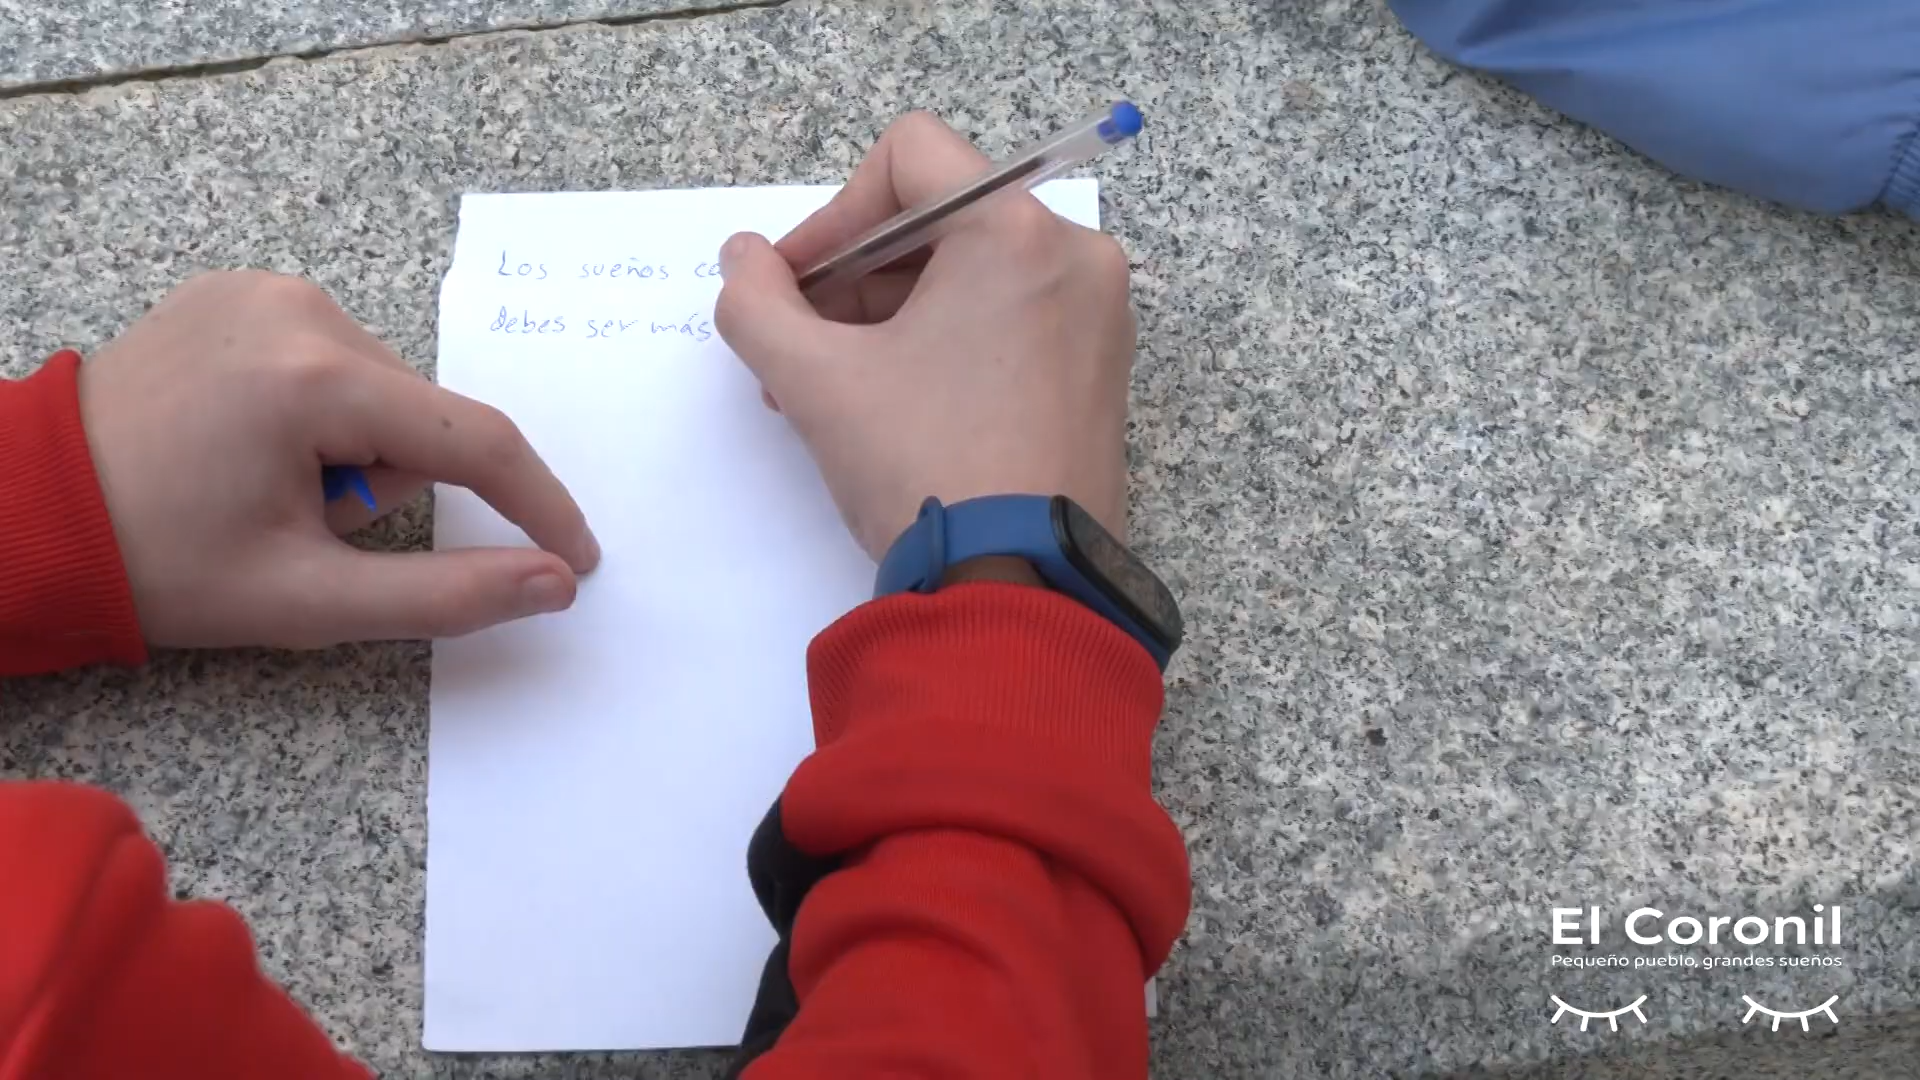 Los sueños
debes ser más
El Coronil
Pequeño pueblo, grandes sueños